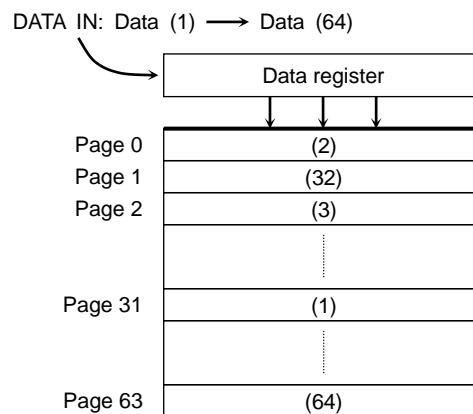 DATA IN: Data (1) Data (64)
Data register
Page 0 (2)
Page 1 (32)
Page 2 (3)
Page 31 (1)
Page 63 (64)